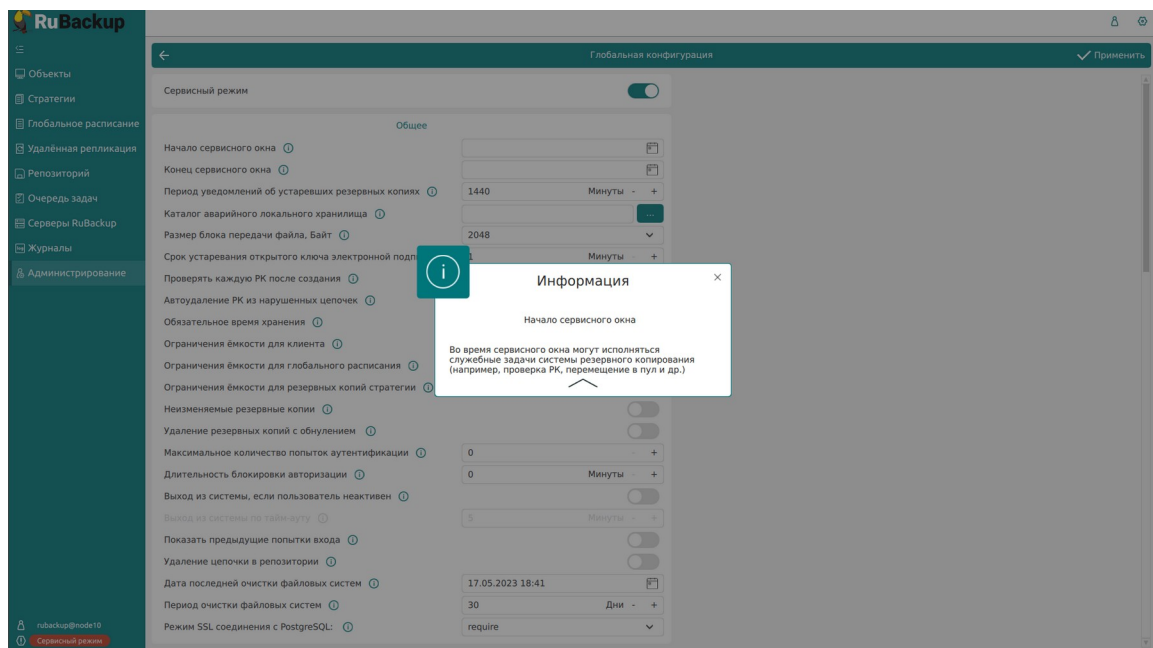 RuBackup
Глобальная конфигурация
Применить
Объекты
Стратегии
Глобальное расписание
Удалённая репликация
Репозиторий
Очередь задач
Серверы RuBackup
Журналы
Администрирование
Сервисный режим
Общее
Начало сервисного окна
Конец сервисного окна
Период уведомлений об устаревших резервных копиях 1440 Минуты - +
Каталог аварийного локального хранилища ...
Размер блока передачи файла, Байт 2048
Срок устаревания открытого ключа электронной Минуты - +
Проверять каждую РК после создания
Автоудаление РК из нарушенных цепочек
Обязательное время хранения
Ограничения ёмкости для клиента
Ограничения ёмкости для глобального расписания
Ограничения ёмкости для резервных копий стратегии
Информация
Начало сервисного окна
Во время сервисного окна могут исполняться
служебные задачи системы резервного копирования
(например, проверка РК, перемещение в пул и др.)
Неизменяемые резервные копии
Удаление резервных копий с обнулением
Максимальное количество попыток аутентификации 0 - +
Длительность блокировки авторизации 0 Минуты - +
Выход из системы, если пользователь неактивен
Выход из системы по тайм-ауту 5 Минуты - +
Показать предыдущие попытки входа
Удаление цепочки в репозитории
Дата последней очистки файловых систем 17.05.2023 18:41
Период очистки файловых систем 30 Дни - +
Режим SSL соединения с PostgreSQL: require
rubackup@node10
Сервисный режим